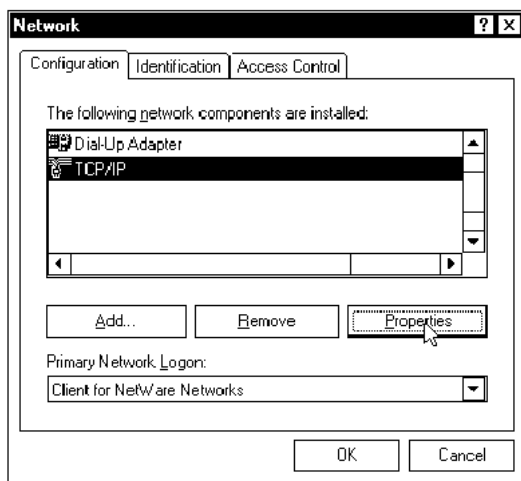 Network
Configuration Identification Access Control
The following network components are installed:
Dial-Up Adapter
TCP/IP
Add... Remove Properties
Primary Network Logon:
Client for NetWare Networks
OK Cancel